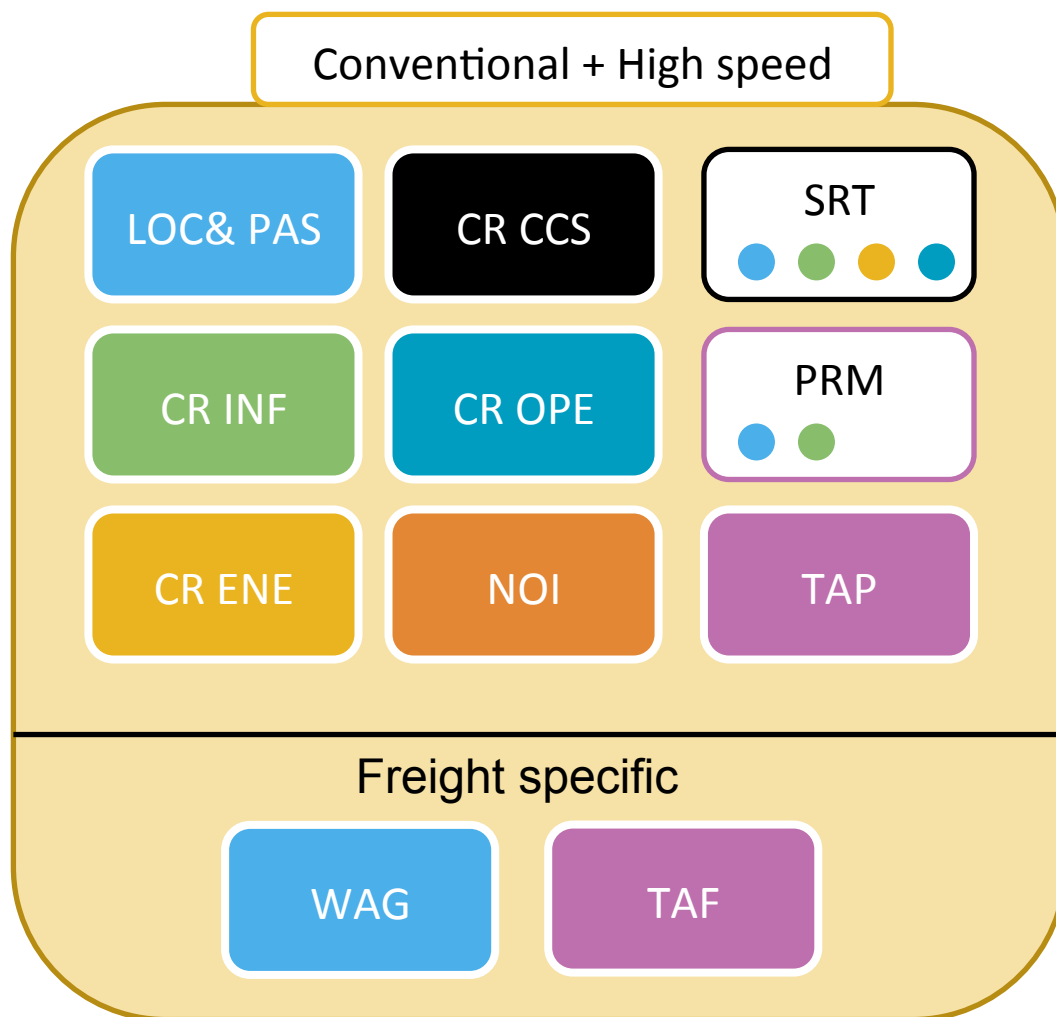 Conventional + High speed
LOC& PAS
CR CCS
SRT
CR INF
CR OPE
PRM
CR ENE
NOI
TAP
Freight specific
WAG
TAF